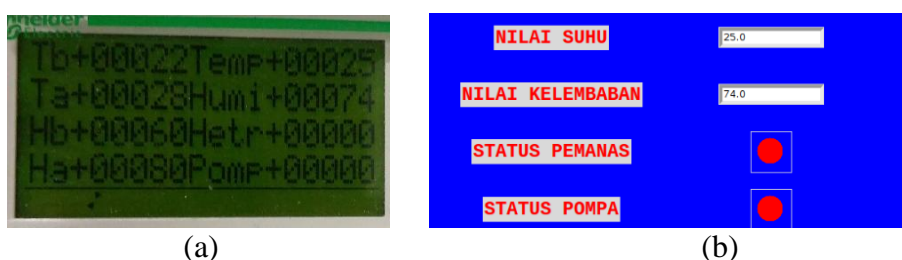 Schneider
Tb+00022Temp+00025
Ta+00028Humi+00074
Hb+00060Hetr+00000
Ha+00080Pomp+00000
(a)
NILAI SUHU
25.0
NILAI KELEMBABAN
74.0
STATUS PEMANAS
STATUS POMPA
(b)